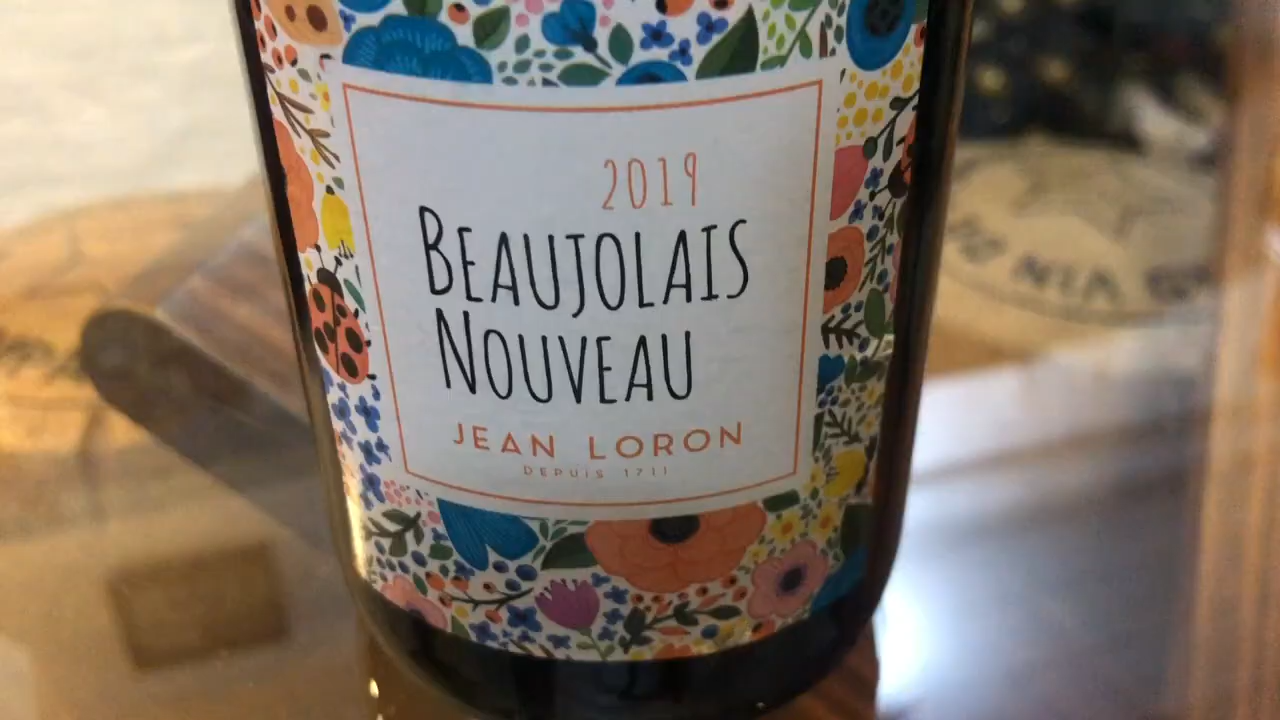 2019
BEAUJOLAIS
NOUVEAU
JEAN LORON
DEPUIS 1711